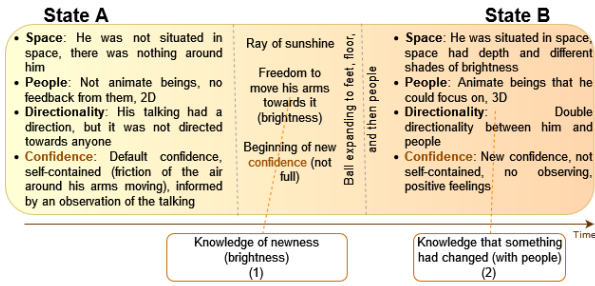 State A
State B
• Space: He was not situated in
space, there was nothing around
him
• People: Not animate beings, no
feedback from them, 2D
• Directionality: His talking had a
direction, but it was not directed
towards anyone
• Confidence: Default confidence,
self-contained (friction of the air
around his arms moving), informed
by an observation of the talking
Ray of sunshine
Freedom to
move his arms
towards it
(brightness)
Beginning of new
confidence (not
full)
Ball expanding to feet, floor,
and then people
• Space: He was situated in space,
space had depth and different
shades of brightness
• People: Animate beings that he
could focus on, 3D
• Directionality: Double
directionality between him and
people
• Confidence: New confidence, not
self-contained, no observing,
positive feelings
Time
Knowledge of newness
(brightness)
(1)
Knowledge that something
had changed (with people)
(2)